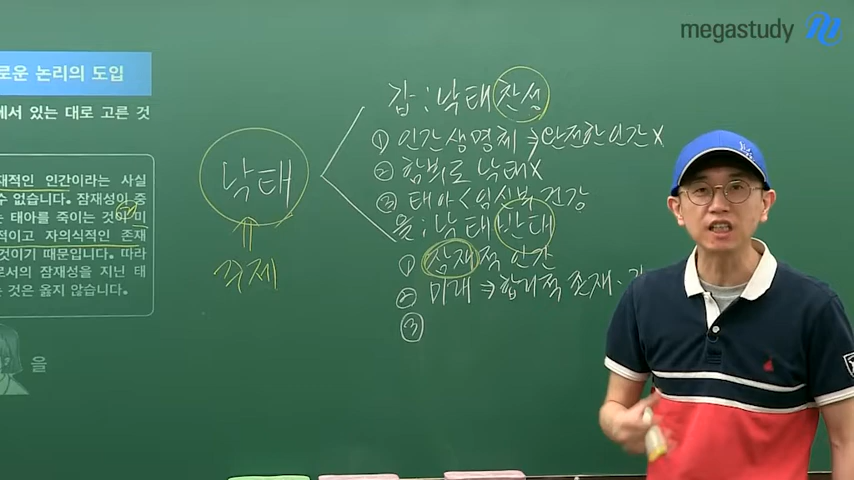 megastudy
로운 논리의 도입
에서 있는 대로 고른 것
재적인 인간이라는 사실
수 없습니다. 잠재성이 중
는 태아를 죽이는 것이 미
적이고 자의식적인 존재
것이기 때문입니다. 따라
로서의 잠재성을 지닌 태
는 것은 옳지 않습니다.
을
낙태
주제
갑 : 낙태 찬성
① 인간 생명체 ⇒ 완전한 인간 X
② 함부로 낙태 X
③ 태아 < 임신부 건강
을 : 낙태 반대
① 잠재적 인간
② 미래 ⇒ 합리적 존재、
③